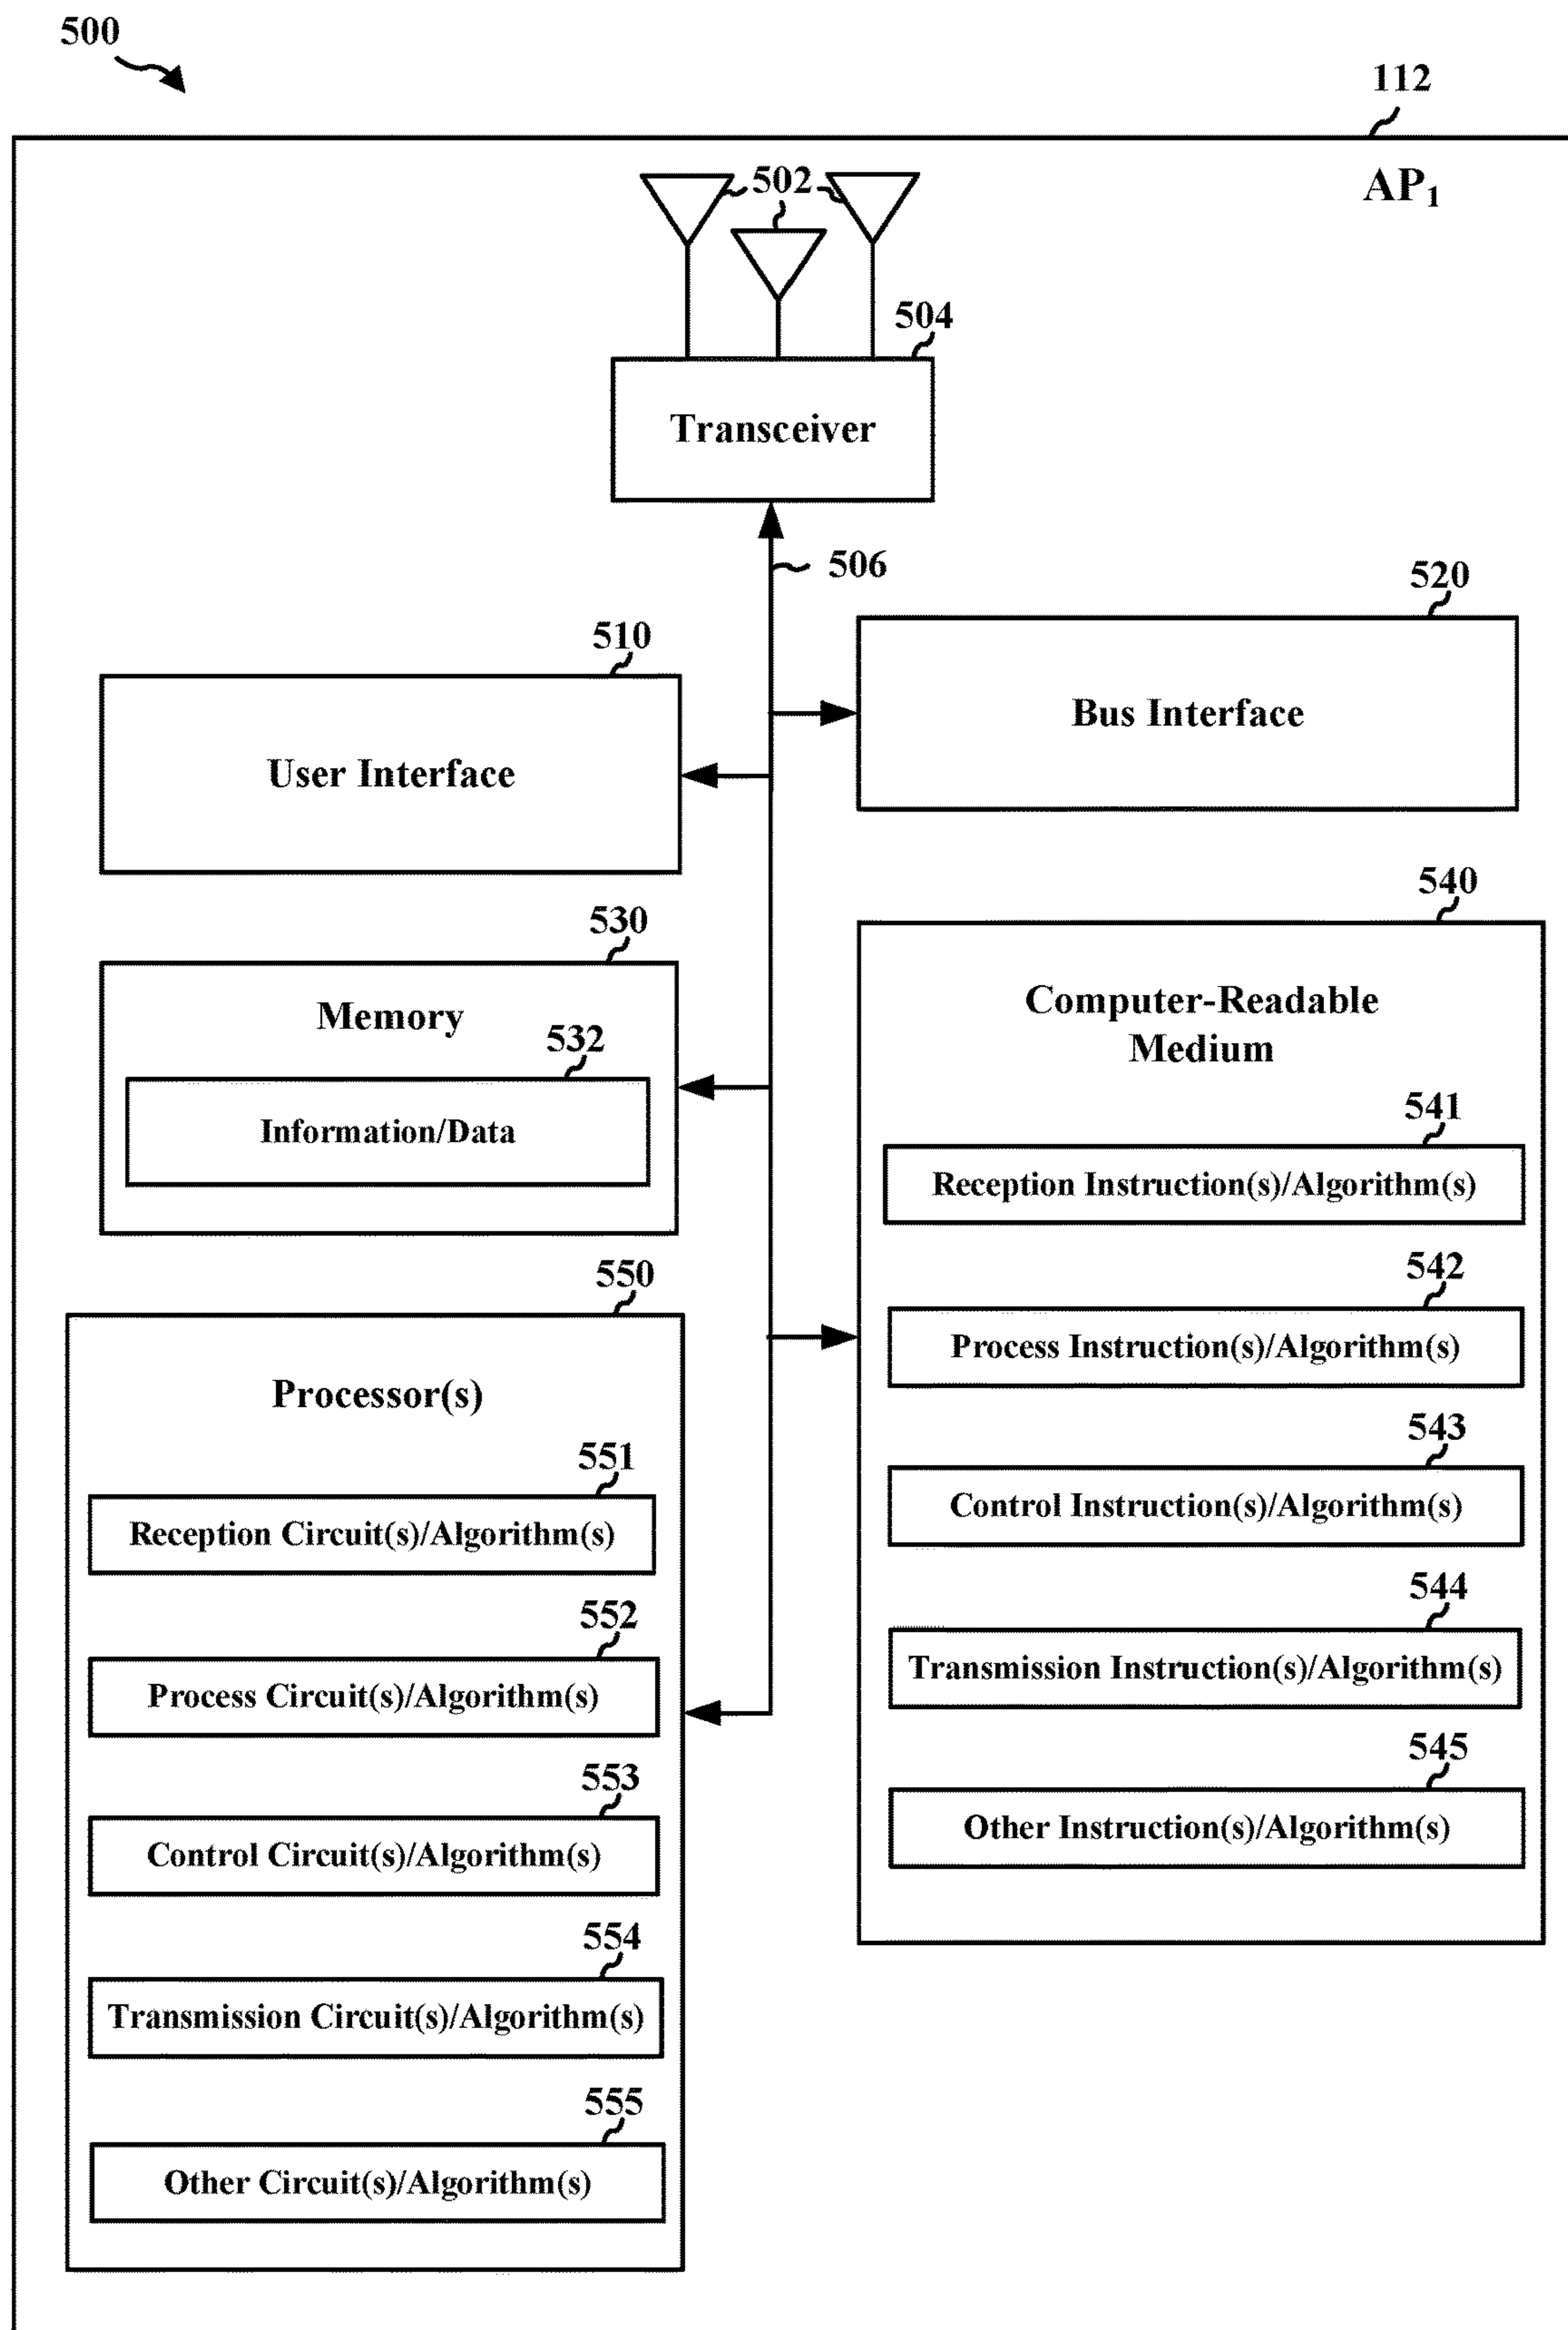 500
112
AP₁
502
504
Transceiver
506
520
Bus Interface
510
User Interface
530
Memory
532
Information/Data
540
Computer-Readable
Medium
541
Reception Instruction(s)/Algorithm(s)
542
Process Instruction(s)/Algorithm(s)
543
Control Instruction(s)/Algorithm(s)
544
Transmission Instruction(s)/Algorithm(s)
545
Other Instruction(s)/Algorithm(s)
550
Processor(s)
551
Reception Circuit(s)/Algorithm(s)
552
Process Circuit(s)/Algorithm(s)
553
Control Circuit(s)/Algorithm(s)
554
Transmission Circuit(s)/Algorithm(s)
555
Other Circuit(s)/Algorithm(s)